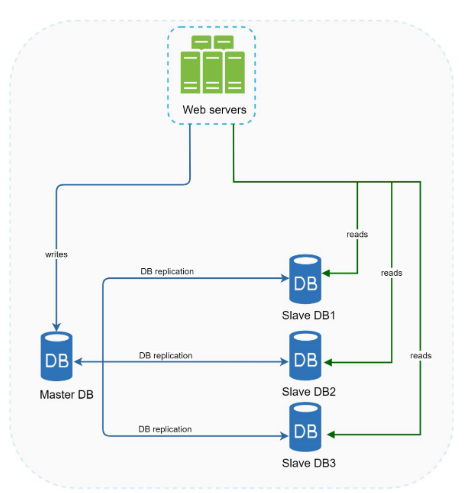 Web servers
reads
writes
DB replication
reads
DB
Slave DB1
DB
DB replication
DB
reads
Master DB
Slave DB2
DB replication
DB
Slave DB3